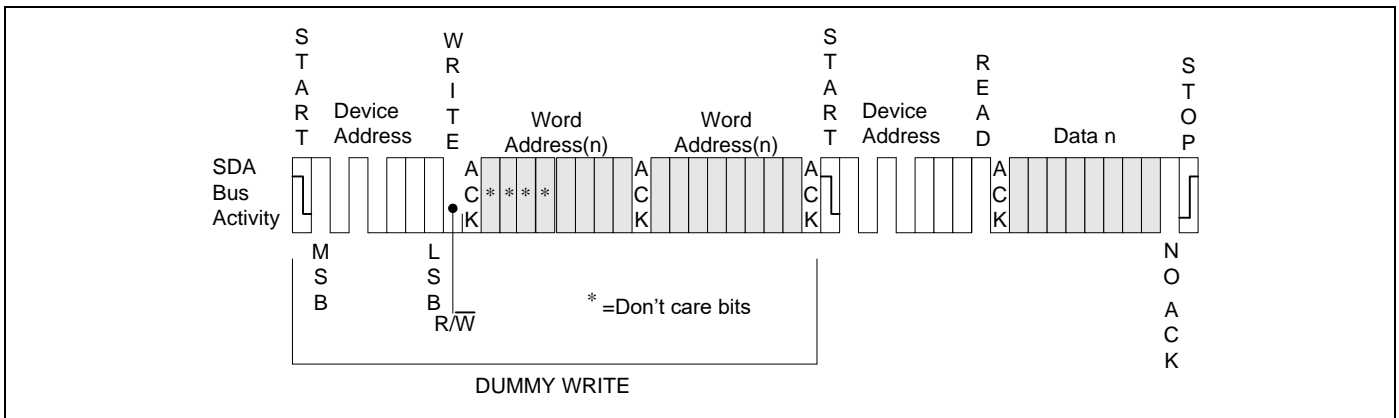 START
WRITE
START
READ
STOP
Device
Address
Word
Address(n)
Word
Address(n)
Device
Address
Data n
SDA
Bus
Activity
ACK
* * * *
ACK
ACK
ACK
MSB
LSB
R/W̅
* =Don't care bits
NO ACK
DUMMY WRITE